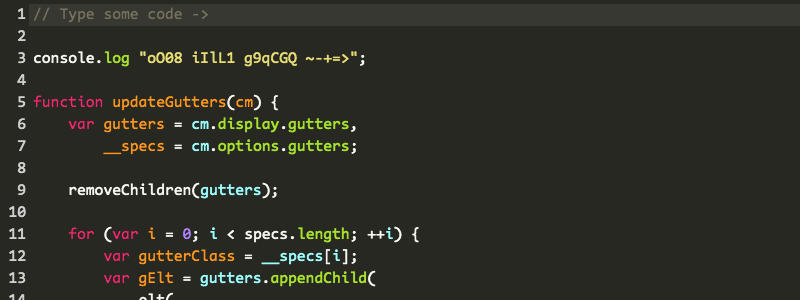 1 // Type some code ->
2
3 console.log "oO08 iIlL1 g9qCGQ ~-+=>";
4
5 function updateGutters(cm) {
6     var gutters = cm.display.gutters,
7         __specs = cm.options.gutters;
8
9     removeChildren(gutters);
10
11     for (var i = 0; i < specs.length; ++i) {
12         var gutterClass = __specs[i];
13         var gElt = gutters.appendChild(
14             elt(